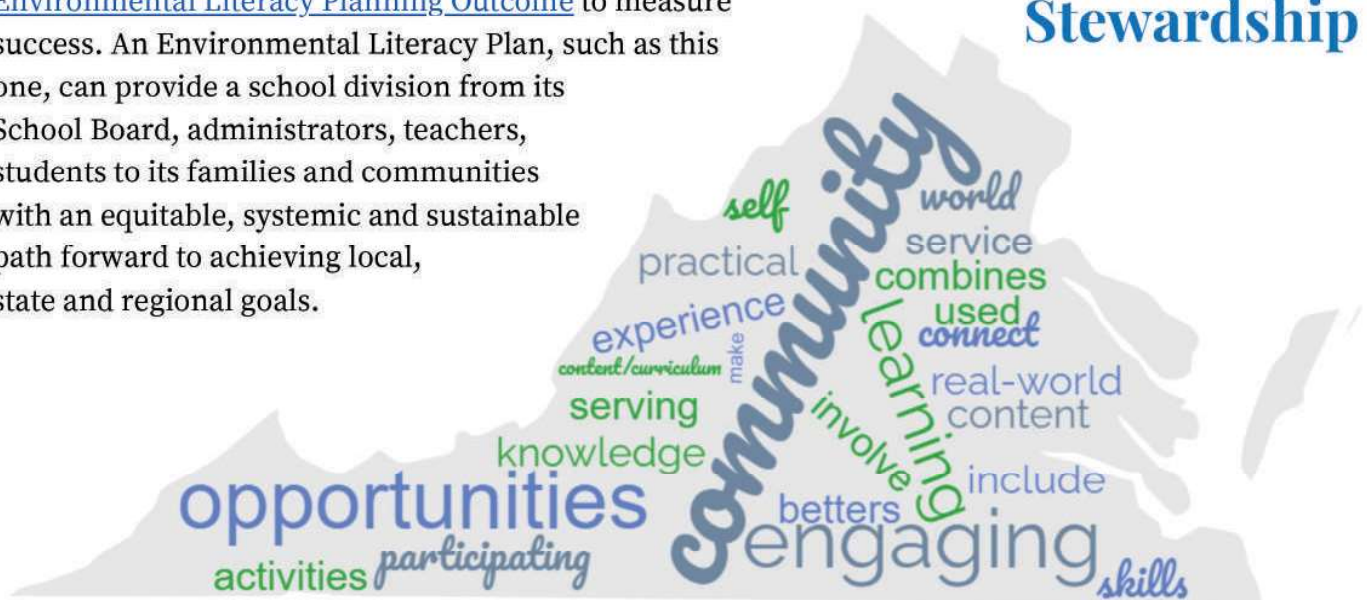 Environmental Literacy Planning Outcome to measure
success. An Environmental Literacy Plan, such as this
one, can provide a school division from its
School Board, administrators, teachers,
students to its families and communities
with an equitable, systemic and sustainable
path forward to achieving local,
state and regional goals.
Stewardship
community
self
world
practical
service
combines
experience
used
connect
make
learning
content/curriculum
real-world
serving
content
involve
knowledge
include
opportunities
betters
engaging
participating
activities
skills